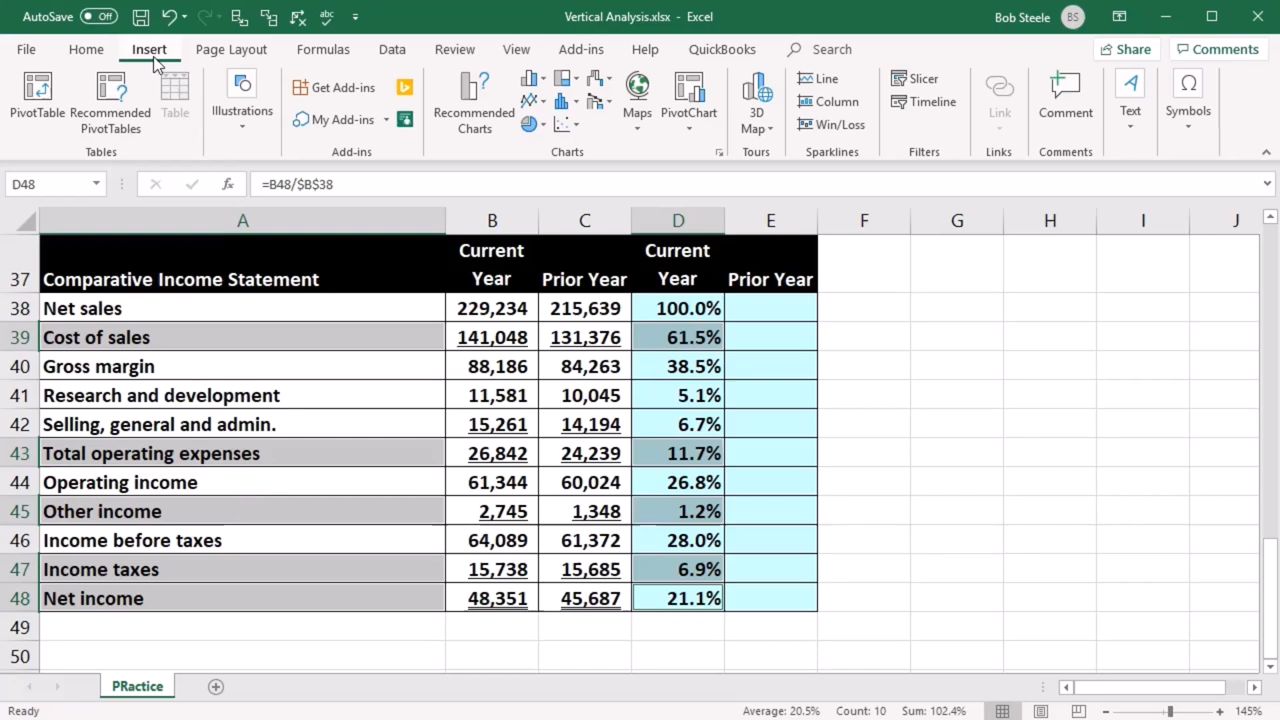 AutoSave Off Vertical Analysis.xlsx - Excel Bob Steele BS
File Home Insert Page Layout Formulas Data Review View Add-ins Help QuickBooks Search Share Comments
PivotTable Recommended PivotTables Table Illustrations Get Add-ins My Add-ins Recommended Charts Maps PivotChart 3D Map Line Column Win/Loss Slicer Timeline Link Comment Text Symbols
Tables Add-ins Charts Tours Sparklines Filters Links Comments
D48 fx =B48/$B$38
A B C D E F G H I J
37 Comparative Income Statement Current Year Prior Year Current Year Prior Year
38 Net sales 229,234 215,639 100.0%
39 Cost of sales 141,048 131,376 61.5%
40 Gross margin 88,186 84,263 38.5%
41 Research and development 11,581 10,045 5.1%
42 Selling, general and admin. 15,261 14,194 6.7%
43 Total operating expenses 26,842 24,239 11.7%
44 Operating income 61,344 60,024 26.8%
45 Other income 2,745 1,348 1.2%
46 Income before taxes 64,089 61,372 28.0%
47 Income taxes 15,738 15,685 6.9%
48 Net income 48,351 45,687 21.1%
49
50
PRactice
Ready Average: 20.5% Count: 10 Sum: 102.4% 145%